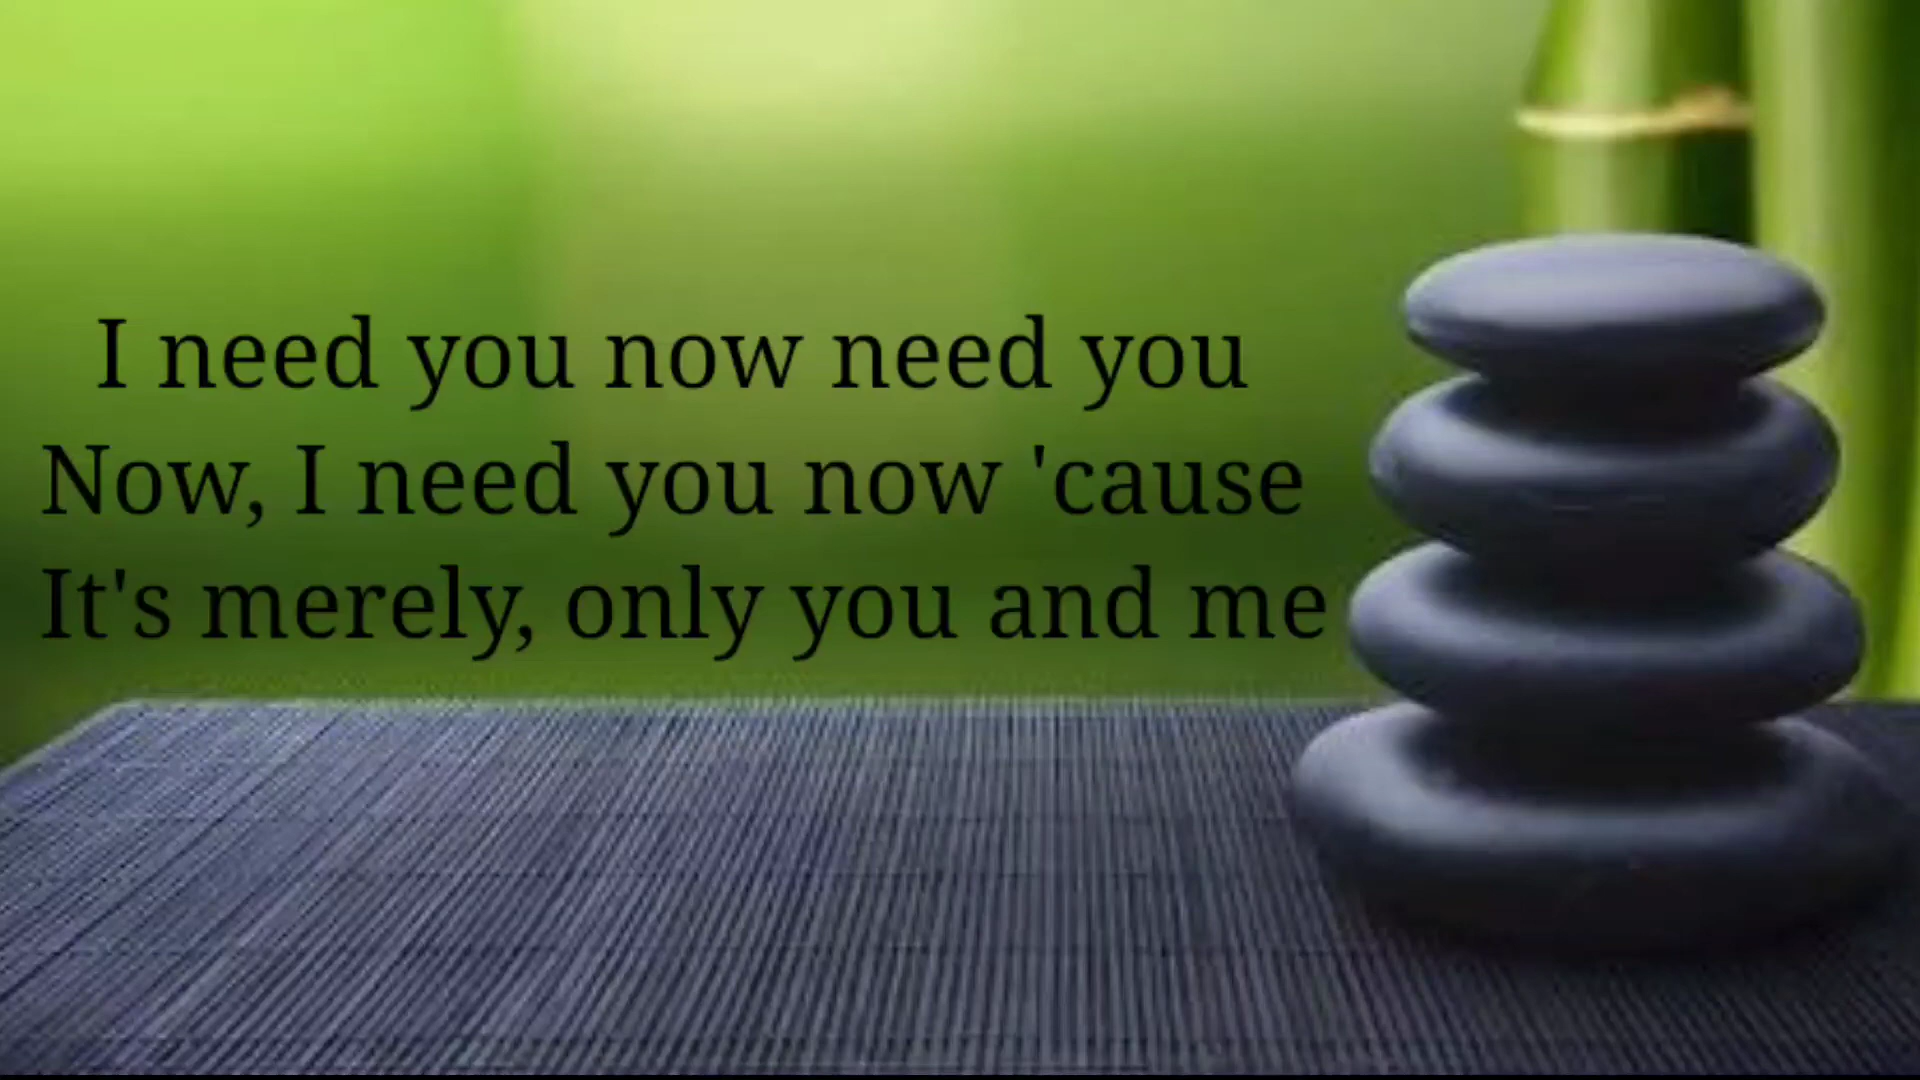 I need you now need you
Now, I need you now 'cause
It's merely, only you and me